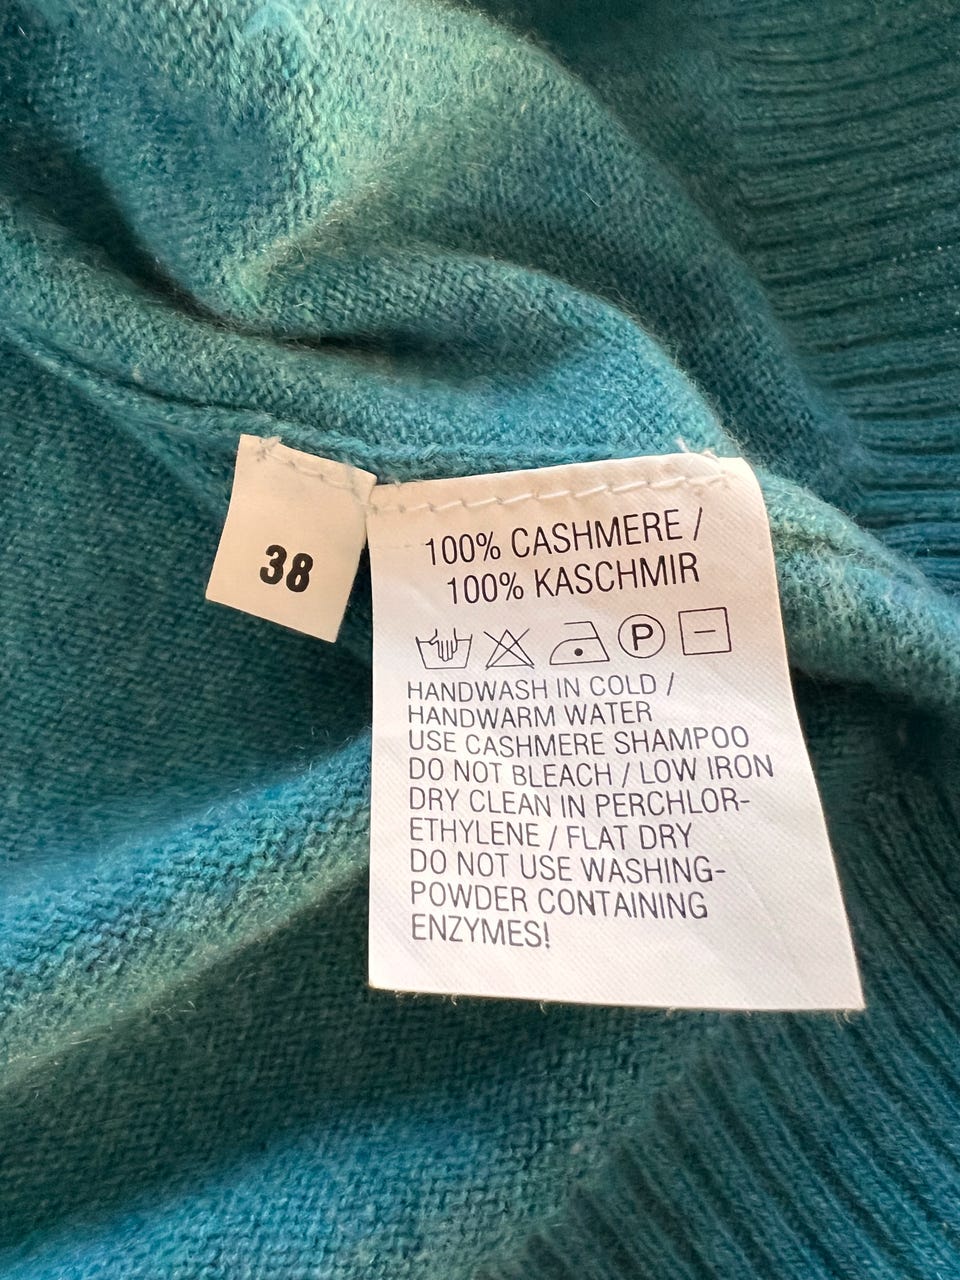 38
100% CASHMERE /
100% KASCHMIR
P
HANDWASH IN COLD /
HANDWARM WATER
USE CASHMERE SHAMPOO
DO NOT BLEACH / LOW IRON
DRY CLEAN IN PERCHLOR-
ETHYLENE / FLAT DRY
DO NOT USE WASHING-
POWDER CONTAINING
ENZYMES!